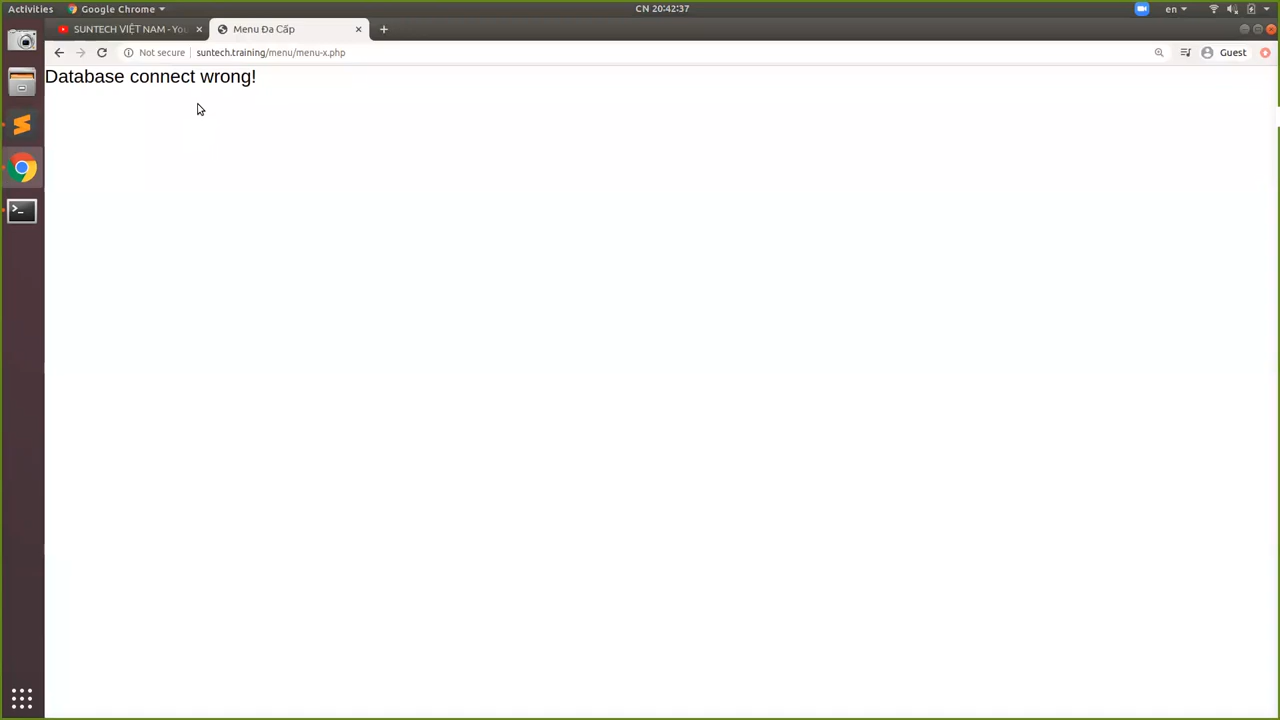 Activities
Google Chrome
CN 20:42:37
en
SUNTECH VIỆT NAM - You
Menu Đa Cấp
Not secure
suntech.training/menu/menu-x.php
Guest
Database connect wrong!